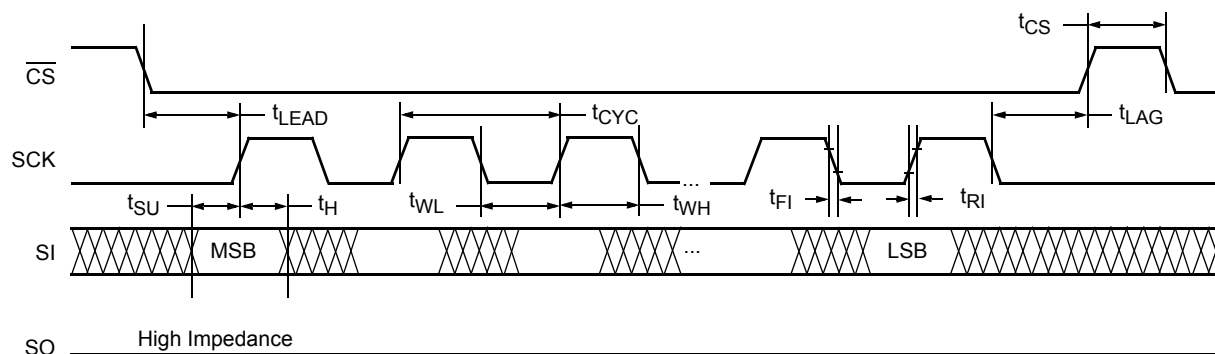 tCS
CS
tLEAD
tCYC
tLAG
SCK
...
tSU
tH
tWL
tWH
tFI
tRI
SI
MSB
...
LSB
High Impedance
SO